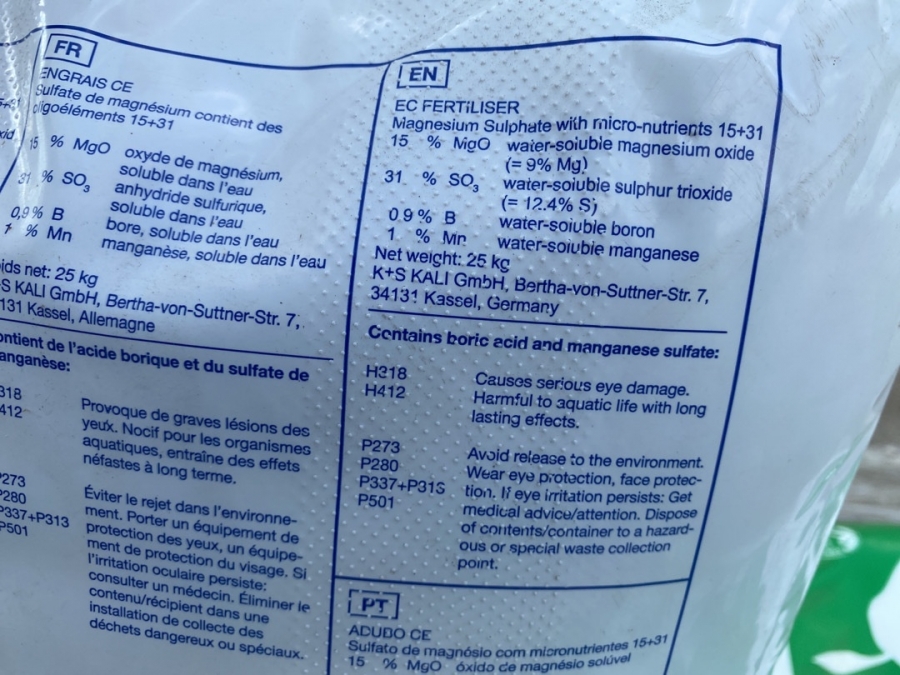 FR
ENGRAIS CE
Sulfate de magnésium contient des
oligoéléments 15+31
15 % MgO oxyde de magnésium,
soluble dans l'eau
31 % SO₃ anhydride sulfurique,
soluble dans l'eau
0,9% B bore, soluble dans l'eau
1 % Mn manganèse, soluble dans l'eau
ids net: 25 kg
+S KALI GmbH, Bertha-von-Suttner-Str. 7,
131 Kassel, Allemagne
ontient de l'acide borique et du sulfate de
anganèse:
318 Provoque de graves lésions des
412 yeux. Nocif pour les organismes
aquatiques, entraîne des effets
néfastes à long terme.
P273 Éviter le rejet dans l'environne-
P280 ment. Porter un équipement de
P337+P313 protection des yeux, un équipe-
P501 ment de protection du visage. Si
l'irritation oculaire persiste:
consulter un médecin. Éliminer le
contenu/récipient dans une
installation de collecte des
déchets dangereux ou spéciaux.
EN
EC FERTILISER
Magnesium Sulphate with micro-nutrients 15+31
15 % MgO water-soluble magnesium oxide
(= 9% Mg)
31 % SO₃ water-soluble sulphur trioxide
(= 12.4% S)
0.9 % B water-soluble boron
1 % Mn water-soluble manganese
Net weight: 25 kg
K+S KALI GmbH, Bertha-von-Suttner-Str. 7,
34131 Kassel, Germany
Contains boric acid and manganese sulfate:
H318 Causes serious eye damage.
H412 Harmful to aquatic life with long
lasting effects.
P273 Avoid release to the environment.
P280 Wear eye protection, face protec-
P337+P313 tion. If eye irritation persists: Get
P501 medical advice/attention. Dispose
of contents/container to a hazard-
ous or special waste collection
point.
PT
ADUBO CE
Sulfato de magnésio com micronutrientes 15+31
15 % MgO óxido de magnésio solúvel